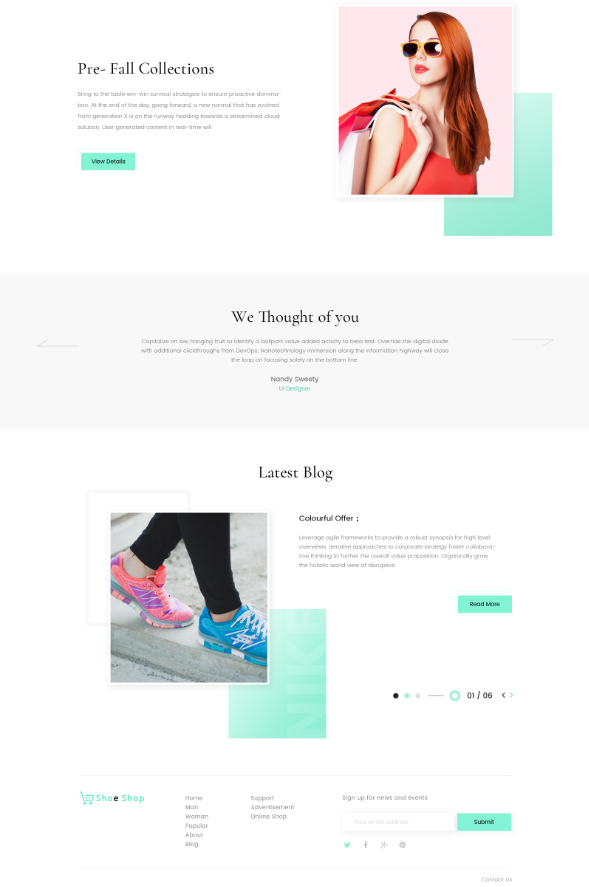 Pre- Fall Collections
Bring to the table win-win survival strategies to ensure proactive domina-
tion. At the end of the day, going forward, a new normal that has evolved
from generation X is on the runway heading towards a streamlined cloud
solution. User generated content in real-time will
View Details
We Thought of you
Capitalize on low hanging fruit to identify a ballpark value added activity to beta test. Override the digital divide
with additional clickthroughs from DevOps. Nanotechnology immersion along the information highway will close
the loop on focusing solely on the bottom line.
Nandy Sweety
UI Designer
Latest Blog
Colourful Offer :
Leverage agile frameworks to provide a robust synopsis for high level
overviews. Iterative approaches to corporate strategy foster collabora-
tive thinking to further the overall value proposition. Organically grow
the holistic world view of disruptive
Read More
NIKE
01 / 06
Shoe Shop
Home
Man
Woman
Popular
About
Blog
Support
Advertisement
Online Shop
Sign up for news and events
Your email address
Submit
Contact Us